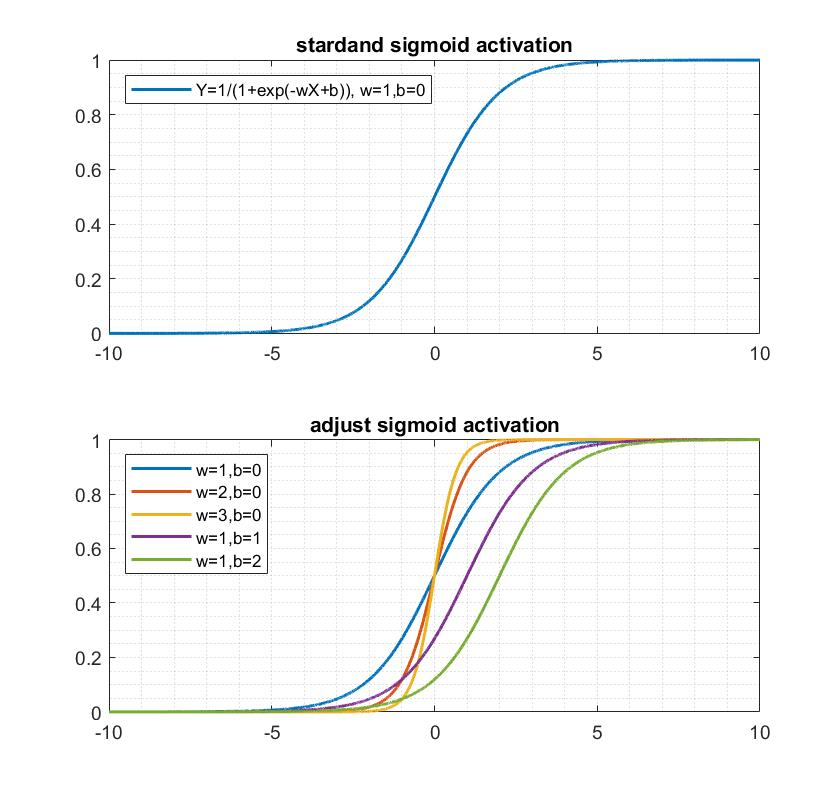 stardand sigmoid activation
1
Y=1/(1+exp(-wX+b)), w=1,b=0
0.8
0.6
0.4
0.2
0
-10 -5 0 5 10
adjust sigmoid activation
1
w=1,b=0
w=2,b=0
0.8
w=3,b=0
w=1,b=1
w=1,b=2
0.6
0.4
0.2
0
-10 -5 0 5 10